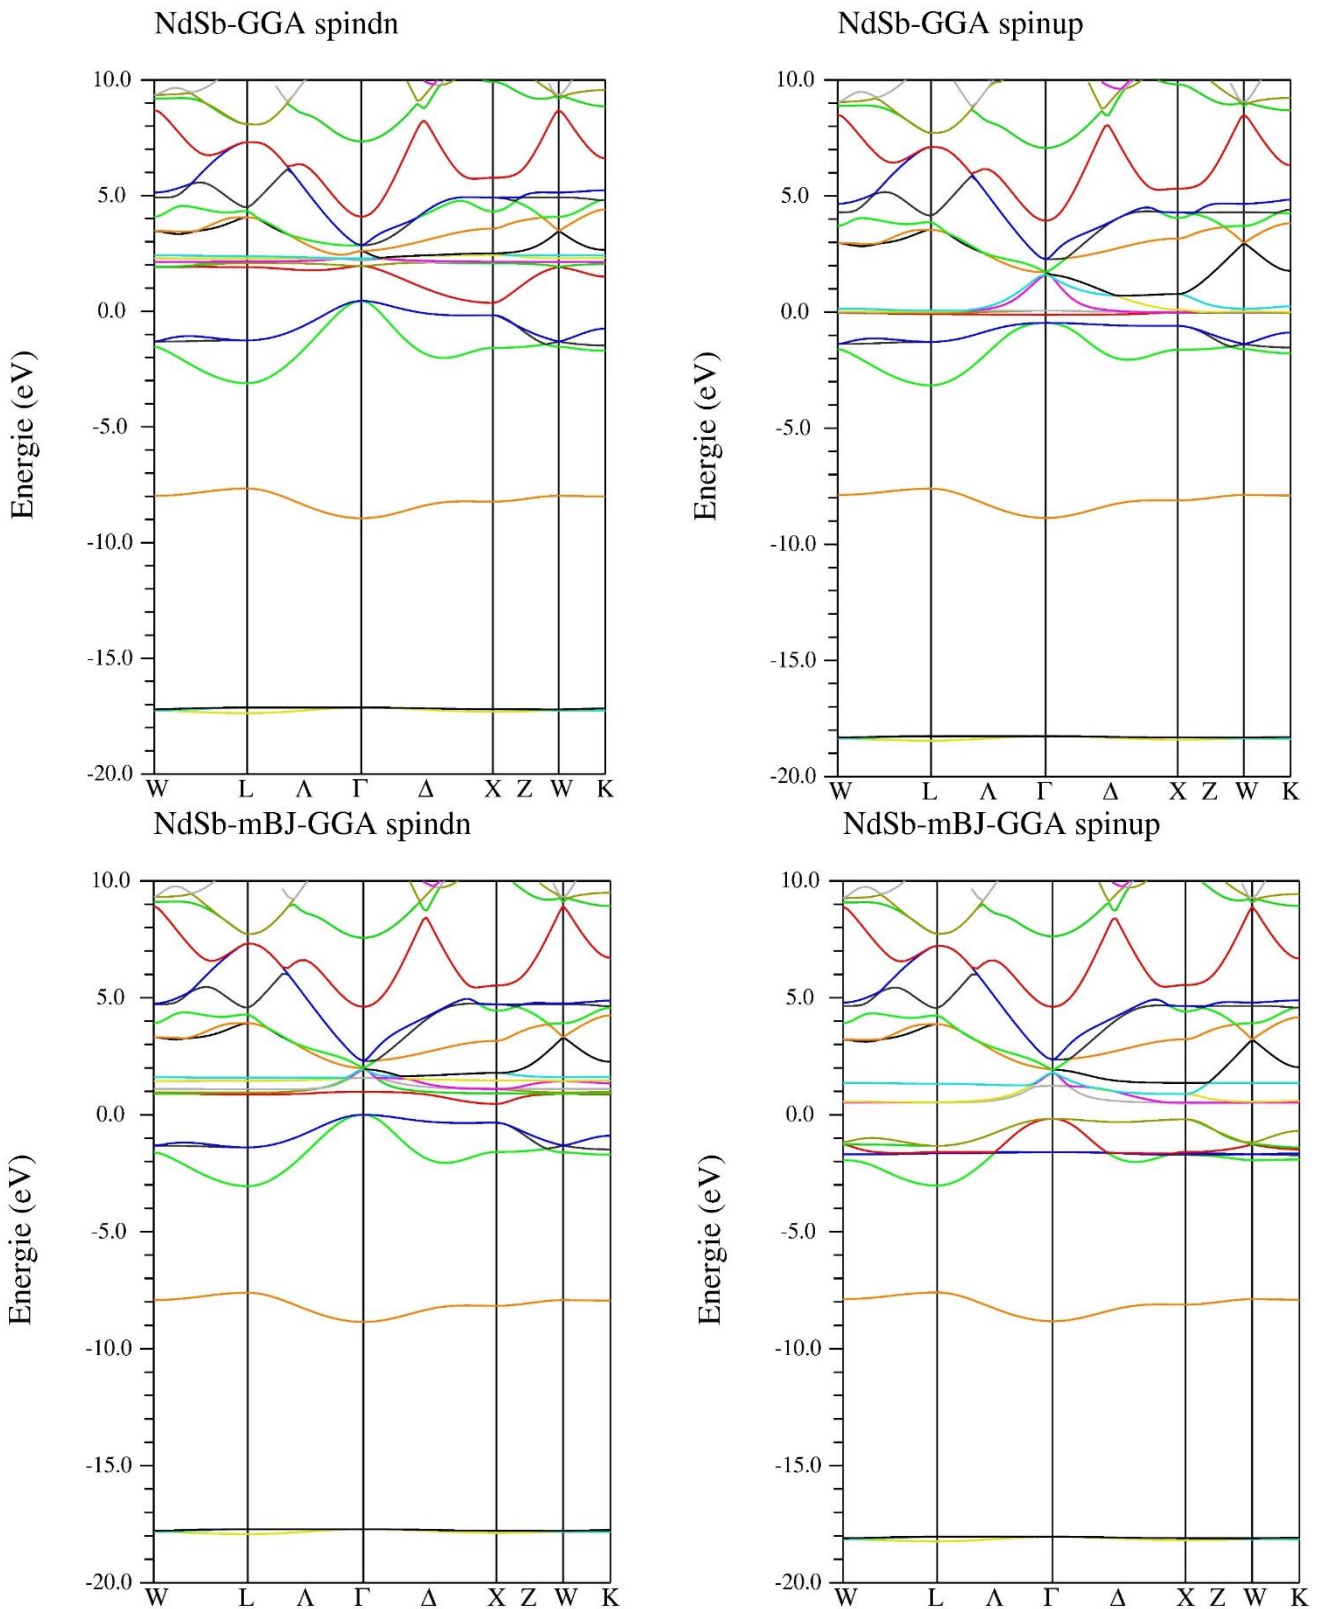 NdSb-GGA spindn
10.0
5.0
0.0
-5.0
-10.0
-15.0
-20.0
Energie (eV)
W L Λ Γ Δ X Z W K
NdSb-GGA spinup
10.0
5.0
0.0
-5.0
-10.0
-15.0
-20.0
Energie (eV)
W L Λ Γ Δ X Z W K
NdSb-mBJ-GGA spindn
10.0
5.0
0.0
-5.0
-10.0
-15.0
-20.0
Energie (eV)
W L Λ Γ Δ X Z W K
NdSb-mBJ-GGA spinup
10.0
5.0
0.0
-5.0
-10.0
-15.0
-20.0
Energie (eV)
W L Λ Γ Δ X Z W K